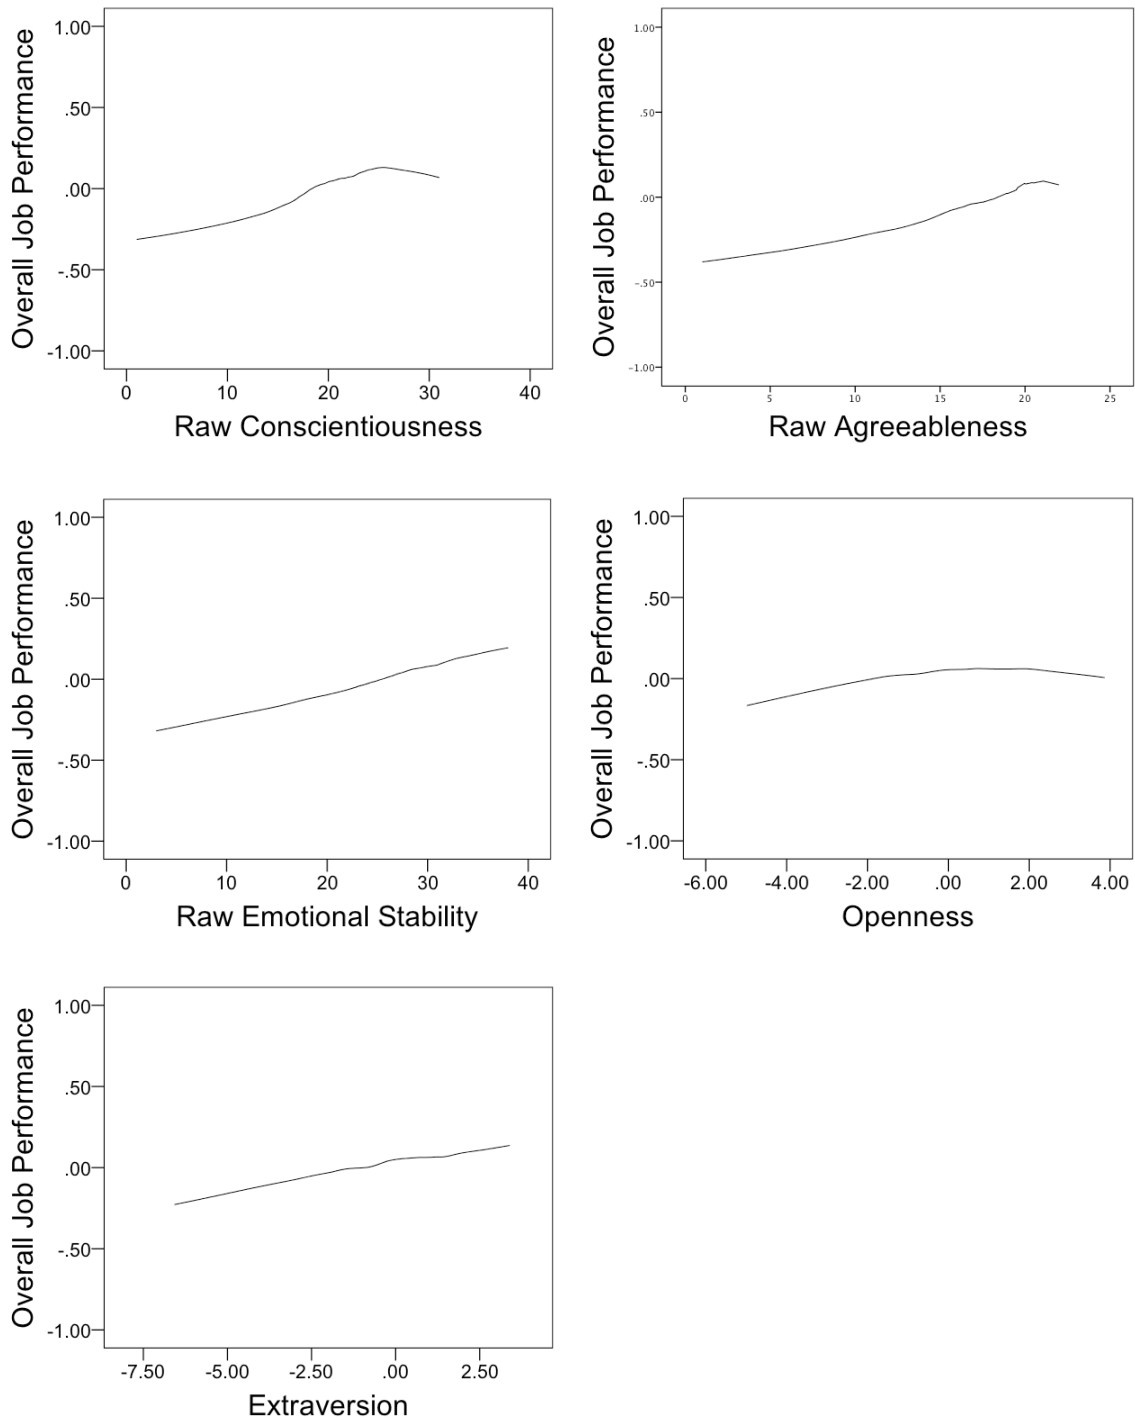 Overall Job Performance
1.00
.50
.00
-.50
-1.00
0 10 20 30 40
Raw Conscientiousness
Overall Job Performance
1.00
.50
.00
-.50
-1.00
0 5 10 15 20 25
Raw Agreeableness
Overall Job Performance
1.00
.50
.00
-.50
-1.00
0 10 20 30 40
Raw Emotional Stability
Overall Job Performance
1.00
.50
.00
-.50
-1.00
-6.00 -4.00 -2.00 .00 2.00 4.00
Openness
Overall Job Performance
1.00
.50
.00
-.50
-1.00
-7.50 -5.00 -2.50 .00 2.50
Extraversion